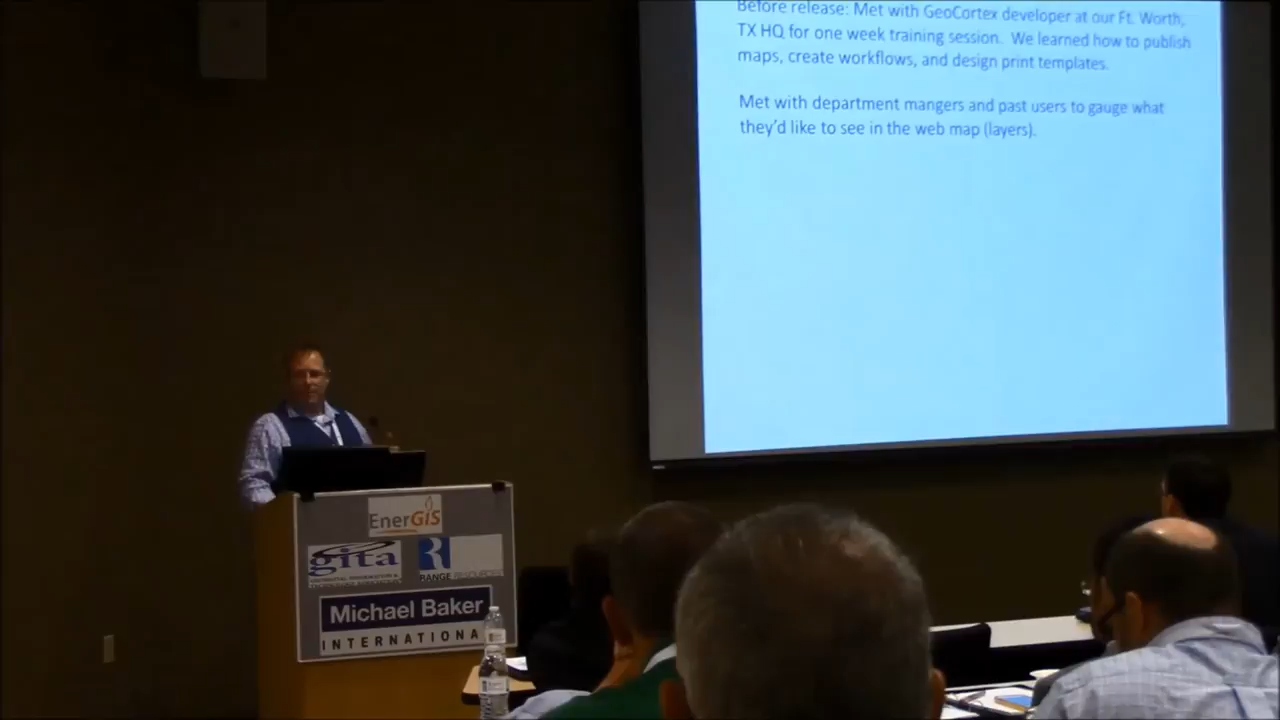 Before release: Met with GeoCortex developer at our Ft. Worth,
TX HQ for one week training session. We learned how to publish
maps, create workflows, and design print templates.
Met with department mangers and past users to gauge what
they'd like to see in the web map (layers).
EnerGIS
gita
R
RANGE RESOURCES
Michael Baker
INTERNATIONA